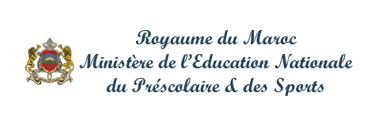 Royaume du Maroc
Ministère de l'Education Nationale
du Préscolaire & des Sports